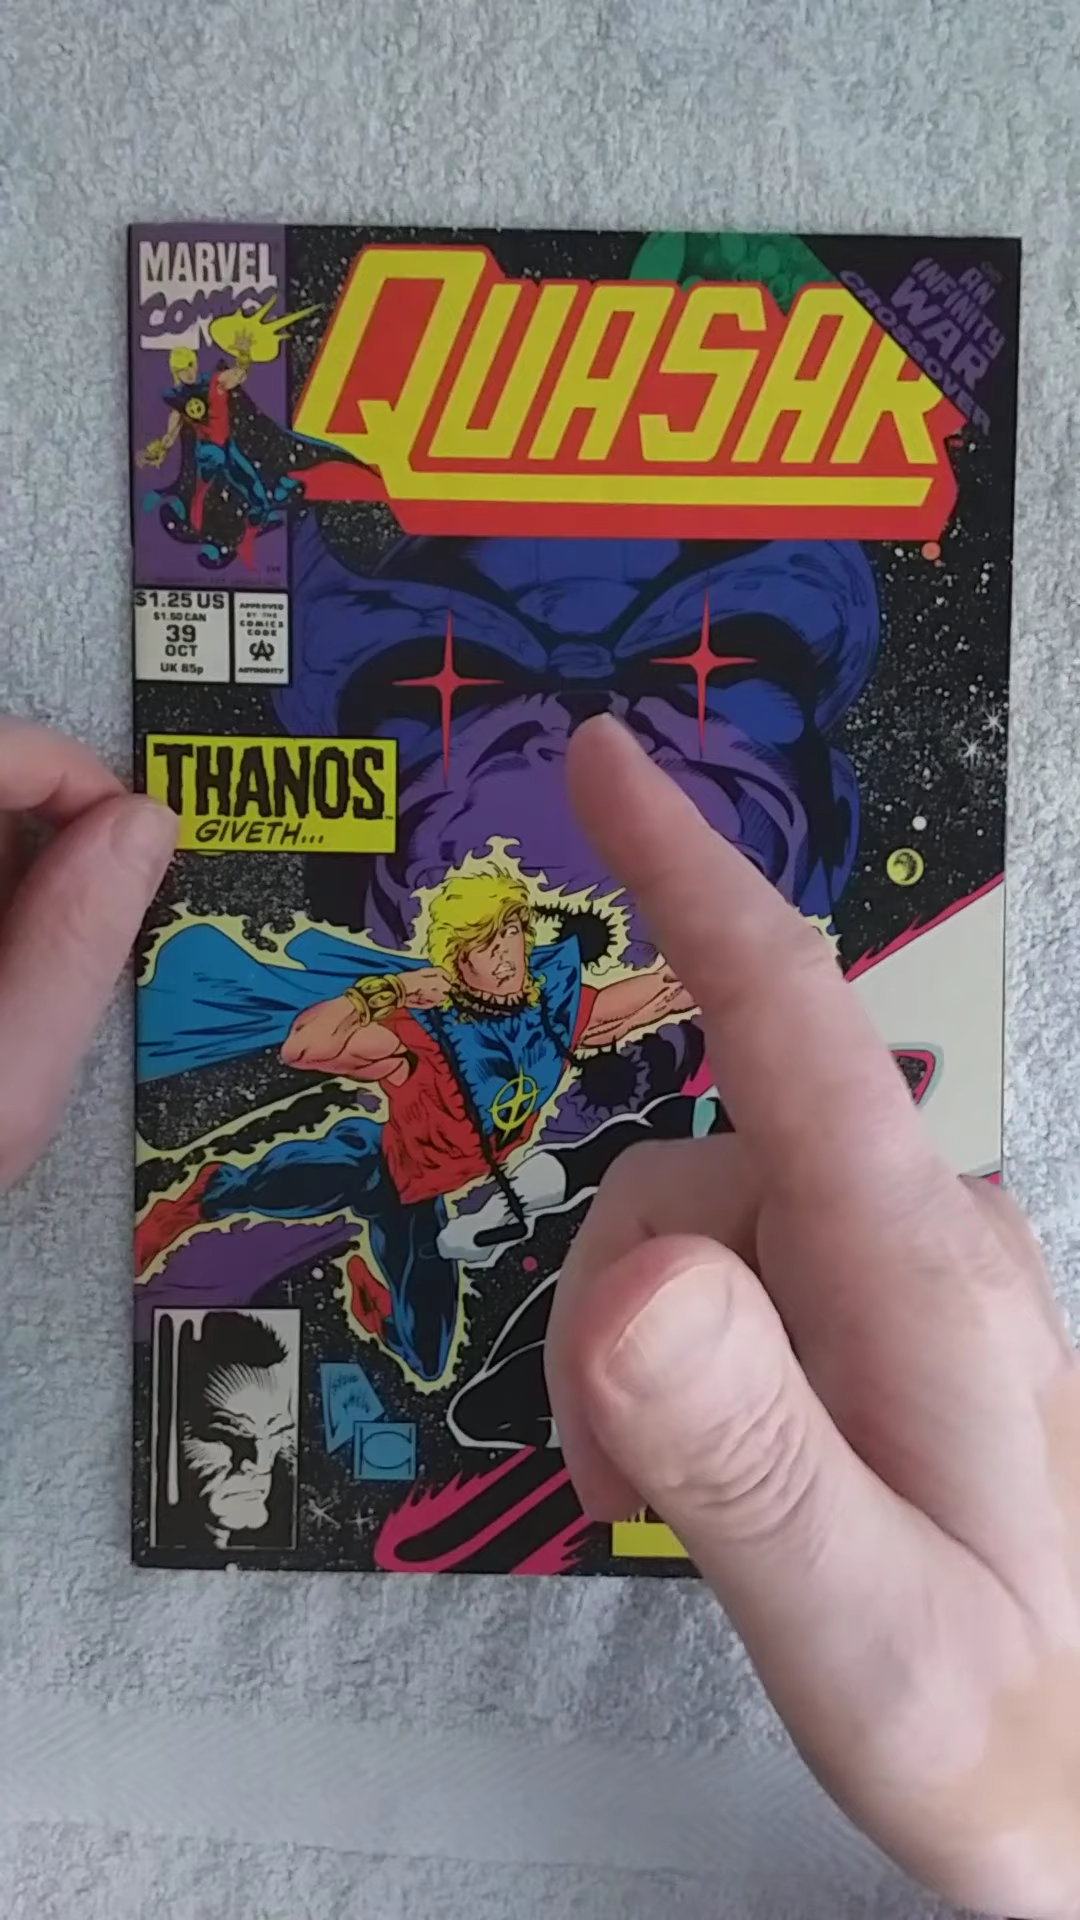 MARVEL
COMICS
QUASAR
AN
INFINITY
WAR
CROSSOVER
$1.25 US
$1.50 CAN
39
OCT
UK 85p
APPROVED
BY THE
COMICS
CODE
AUTHORITY
THANOS
GIVETH...